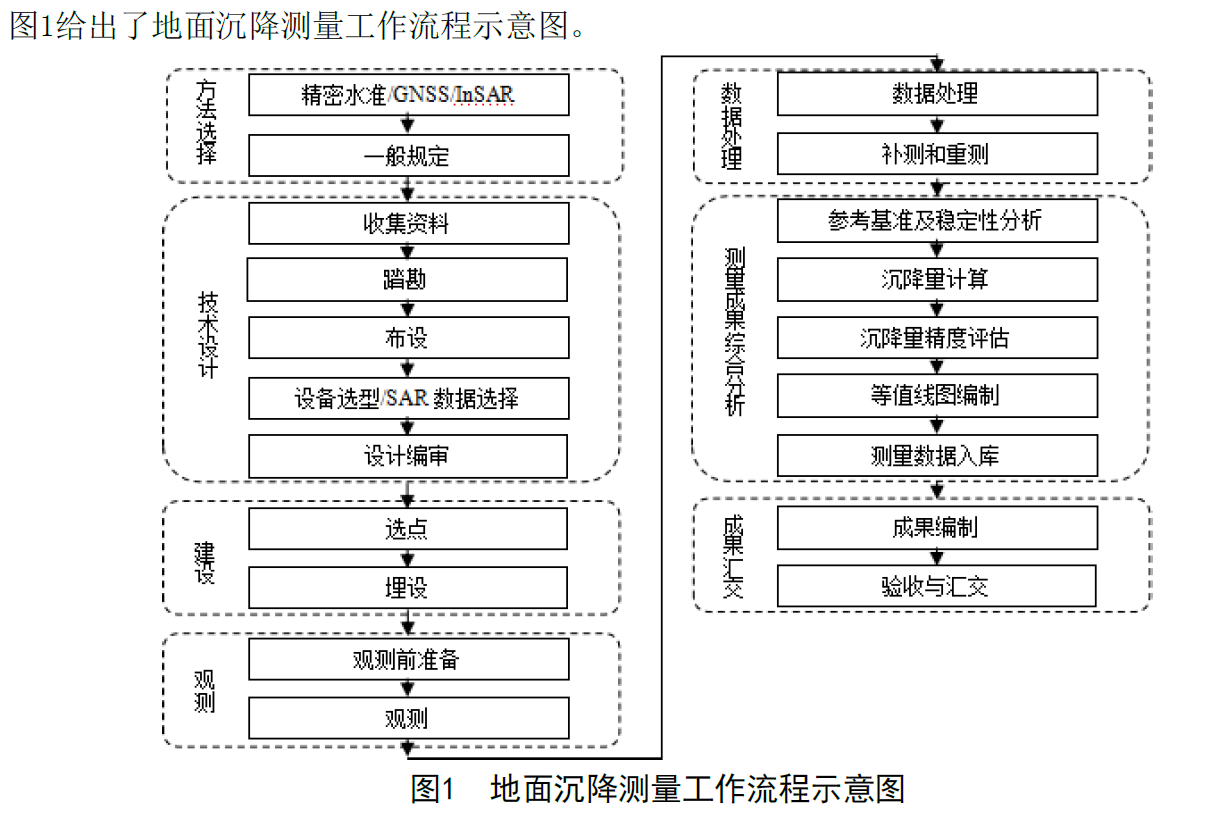 图1给出了地面沉降测量工作流程示意图。
方法选择
精密水准/GNSS/InSAR
一般规定
技术设计
收集资料
踏勘
布设
设备选型/SAR 数据选择
设计编审
建设
选点
埋设
观测
观测前准备
观测
数据处理
数据处理
补测和重测
测量成果综合分析
参考基准及稳定性分析
沉降量计算
沉降量精度评估
等值线图编制
测量数据入库
成果汇交
成果编制
验收与汇交
图1 地面沉降测量工作流程示意图